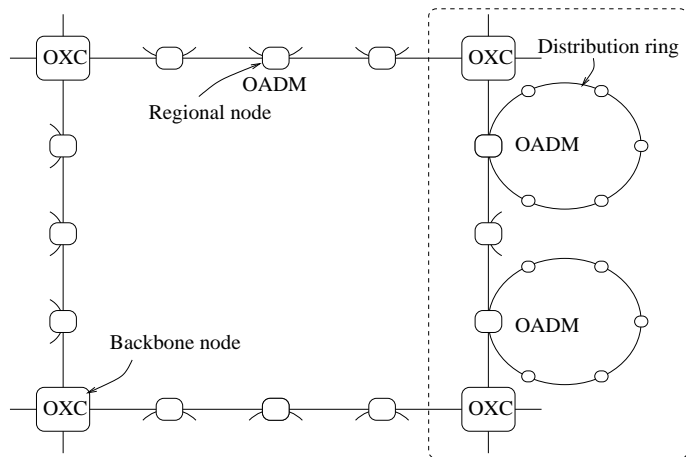 OXC
OXC
Distribution ring
OADM
Regional node
OADM
OADM
Backbone node
OXC
OXC